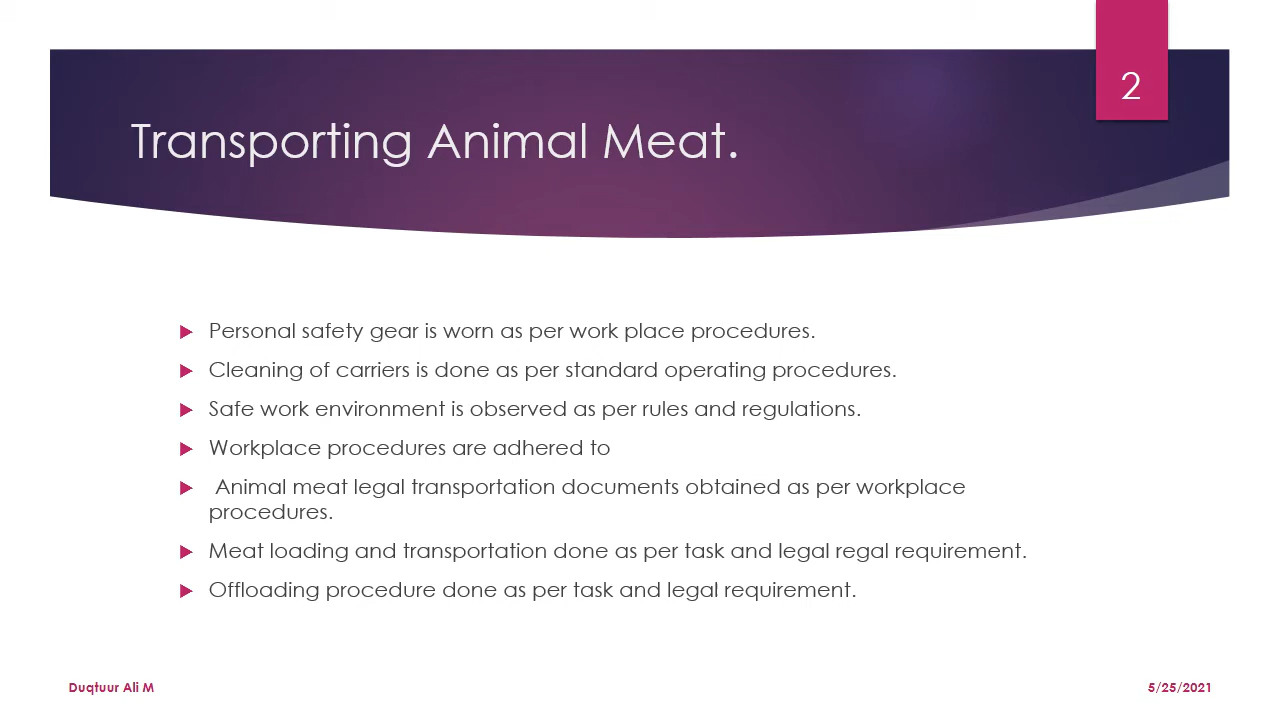 2
Transporting Animal Meat.
Personal safety gear is worn as per work place procedures.
Cleaning of carriers is done as per standard operating procedures.
Safe work environment is observed as per rules and regulations.
Workplace procedures are adhered to
Animal meat legal transportation documents obtained as per workplace
procedures.
Meat loading and transportation done as per task and legal regal requirement.
Offloading procedure done as per task and legal requirement.
Duqtuur Ali M
5/25/2021